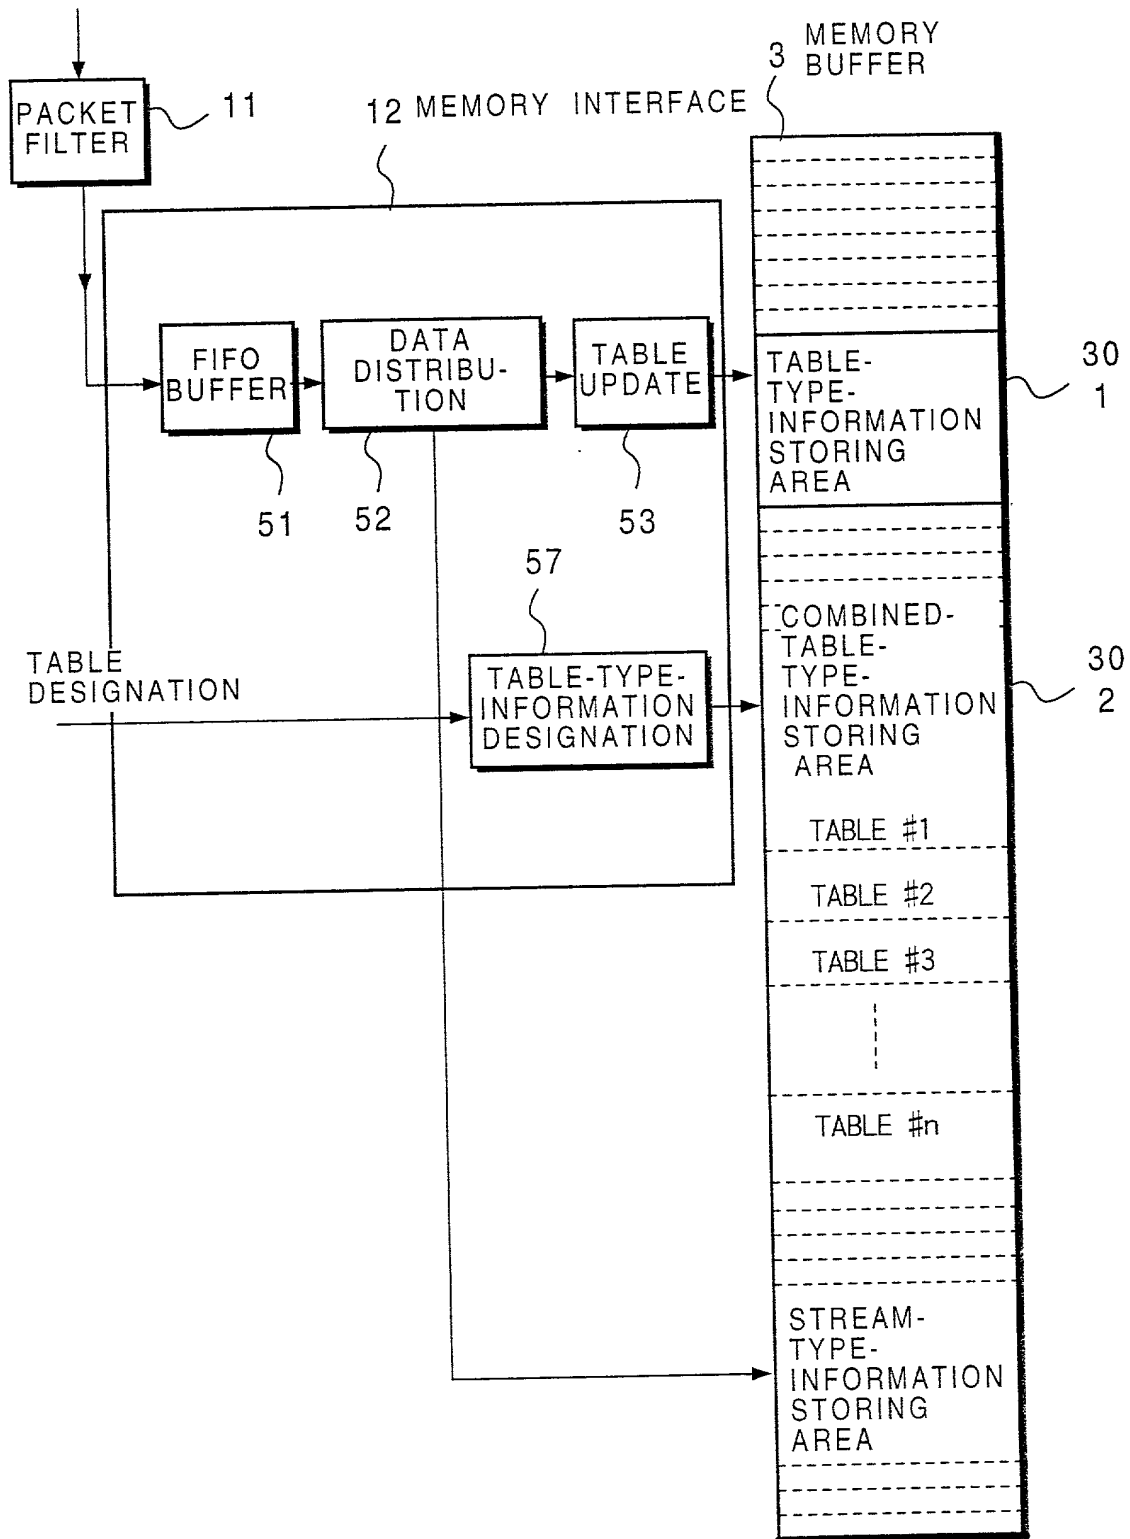 MEMORY
3 BUFFER
PACKET
FILTER
11
12 MEMORY INTERFACE
FIFO
BUFFER
51
DATA
DISTRIBU-
TION
52
TABLE
UPDATE
53
TABLE-
TYPE-
INFORMATION
STORING
AREA
30
1
57
TABLE
DESIGNATION
TABLE-TYPE-
INFORMATION
DESIGNATION
COMBINED-
TABLE-
TYPE-
INFORMATION
STORING
AREA
30
2
TABLE #1
TABLE #2
TABLE #3
TABLE #n
STREAM-
TYPE-
INFORMATION
STORING
AREA